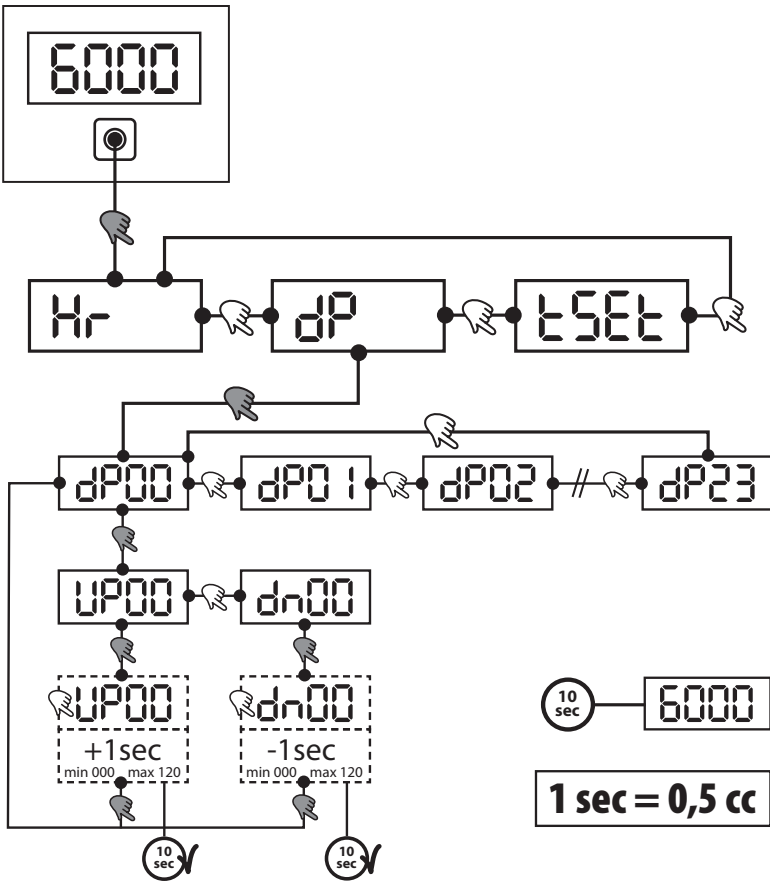 6000
Hr
dP
tSEt
dP00
dP01
dP02
//
dP23
UP00
dn00
UP00
+1sec
min 000 max 120
dn00
-1sec
min 000 max 120
10
sec
6000
1 sec = 0,5 cc
10
sec
10
sec